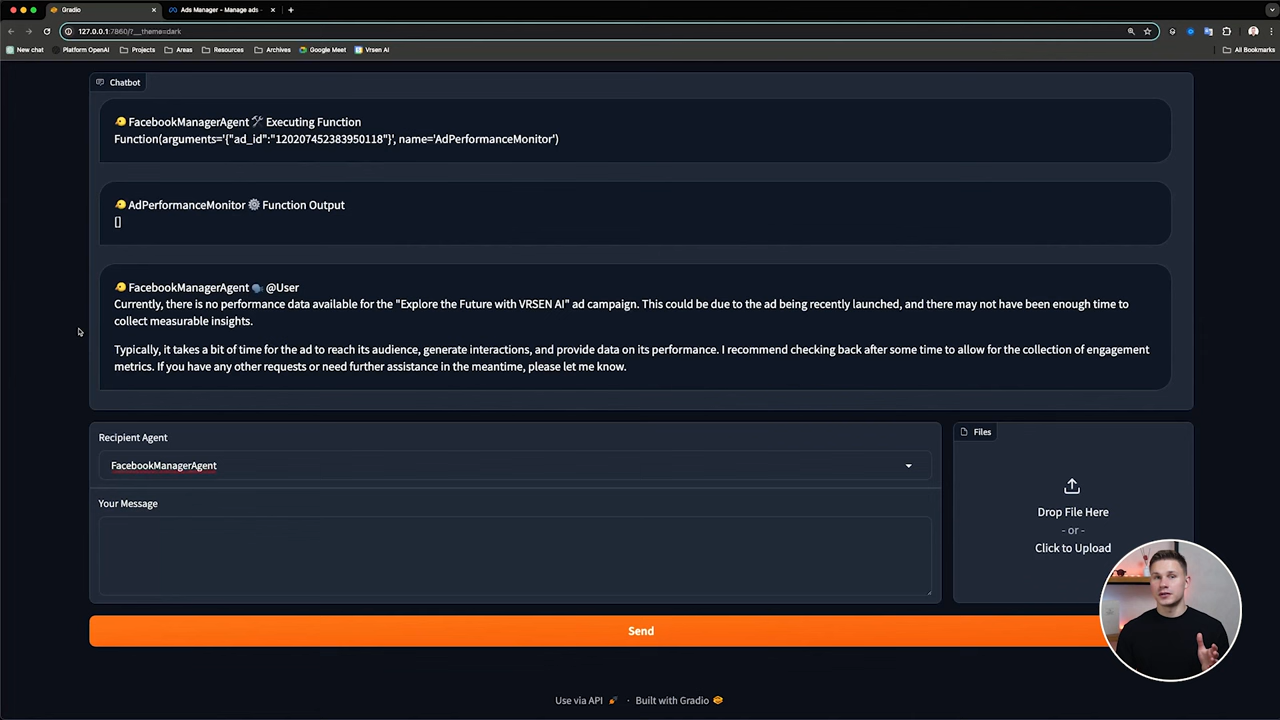 Gradio
Ads Manager - Manage ads -
127.0.0.1:7860/?__theme=dark
New chat
Platform OpenAI
Projects
Areas
Resources
Archives
Google Meet
Vrsen AI
All Bookmarks
Chatbot
FacebookManagerAgent 🛠️ Executing Function
Function(arguments='{"ad_id":"120207452383950118"}', name='AdPerformanceMonitor')
AdPerformanceMonitor ⚙️ Function Output
[]
FacebookManagerAgent 🗣️ @User
Currently, there is no performance data available for the "Explore the Future with VRSEN AI" ad campaign. This could be due to the ad being recently launched, and there may not have been enough time to
collect measurable insights.
Typically, it takes a bit of time for the ad to reach its audience, generate interactions, and provide data on its performance. I recommend checking back after some time to allow for the collection of engagement
metrics. If you have any other requests or need further assistance in the meantime, please let me know.
Recipient Agent
FacebookManagerAgent
Your Message
Files
Drop File Here
- or -
Click to Upload
Send
Use via API
·
Built with Gradio